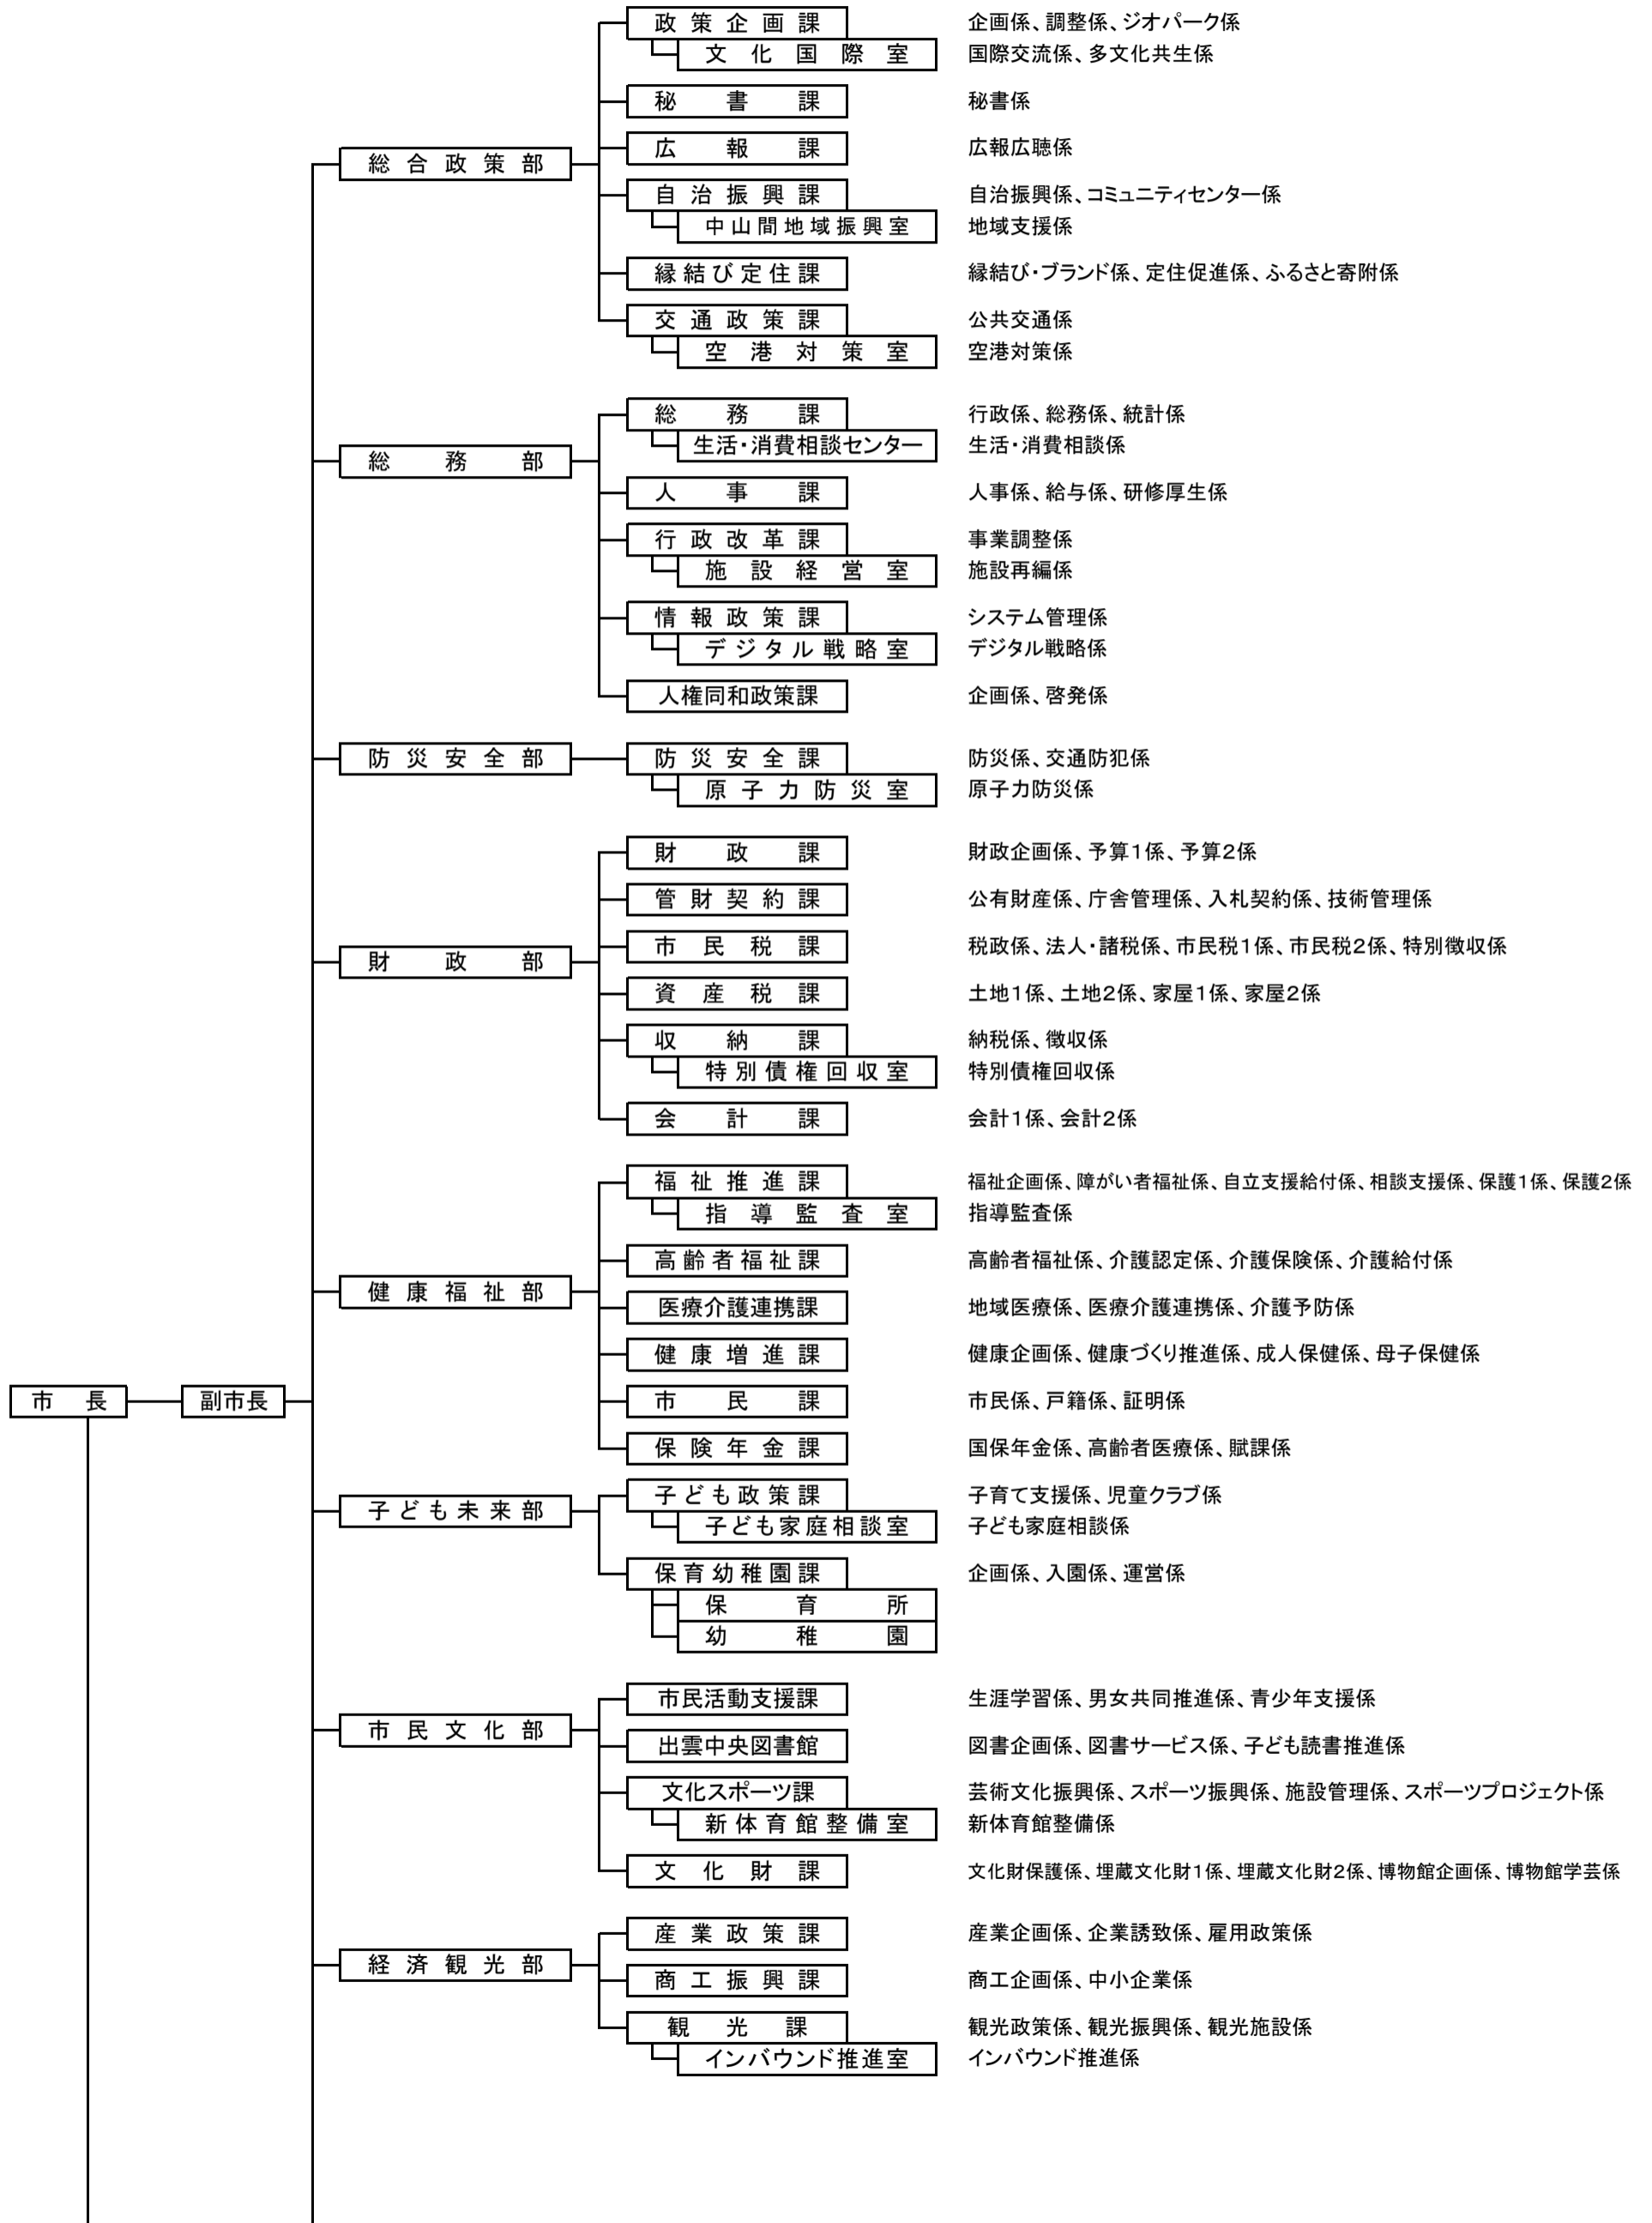 政策企画課 企画係、調整係、ジオパーク係
文化国際室 国際交流係、多文化共生係
秘書課 秘書係
広報課 広報広聴係
総合政策部
自治振興課 自治振興係、コミュニティセンター係
中山間地域振興室 地域支援係
縁結び定住課 縁結び・ブランド係、定住促進係、ふるさと寄附係
交通政策課 公共交通係
空港対策室 空港対策係
総務課 行政係、総務係、統計係
生活・消費相談センター 生活・消費相談係
総務部
人事課 人事係、給与係、研修厚生係
行政改革課 事業調整係
施設経営室 施設再編係
情報政策課 システム管理係
デジタル戦略室 デジタル戦略係
人権同和政策課 企画係、啓発係
防災安全部 防災安全課 防災係、交通防犯係
原子力防災室 原子力防災係
財政課 財政企画係、予算1係、予算2係
管財契約課 公有財産係、庁舎管理係、入札契約係、技術管理係
市民税課 税政係、法人・諸税係、市民税1係、市民税2係、特別徴収係
財政部
資産税課 土地1係、土地2係、家屋1係、家屋2係
収納課 納税係、徴収係
特別債権回収室 特別債権回収係
会計課 会計1係、会計2係
福祉推進課 福祉企画係、障がい者福祉係、自立支援給付係、相談支援係、保護1係、保護2係
指導監査室 指導監査係
高齢者福祉課 高齢者福祉係、介護認定係、介護保険係、介護給付係
健康福祉部
医療介護連携課 地域医療係、医療介護連携係、介護予防係
健康増進課 健康企画係、健康づくり推進係、成人保健係、母子保健係
市長 副市長 市民課 市民係、戸籍係、証明係
保険年金課 国保年金係、高齢者医療係、賦課係
子ども未来部 子ども政策課 子育て支援係、児童クラブ係
子ども家庭相談室 子ども家庭相談係
保育幼稚園課 企画係、入園係、運営係
保育所
幼稚園
市民活動支援課 生涯学習係、男女共同推進係、青少年支援係
市民文化部
出雲中央図書館 図書企画係、図書サービス係、子ども読書推進係
文化スポーツ課 芸術文化振興係、スポーツ振興係、施設管理係、スポーツプロジェクト係
新体育館整備室 新体育館整備係
文化財課 文化財保護係、埋蔵文化財1係、埋蔵文化財2係、博物館企画係、博物館学芸係
産業政策課 産業企画係、企業誘致係、雇用政策係
経済観光部
商工振興課 商工企画係、中小企業係
観光課 観光政策係、観光振興係、観光施設係
インバウンド推進室 インバウンド推進係